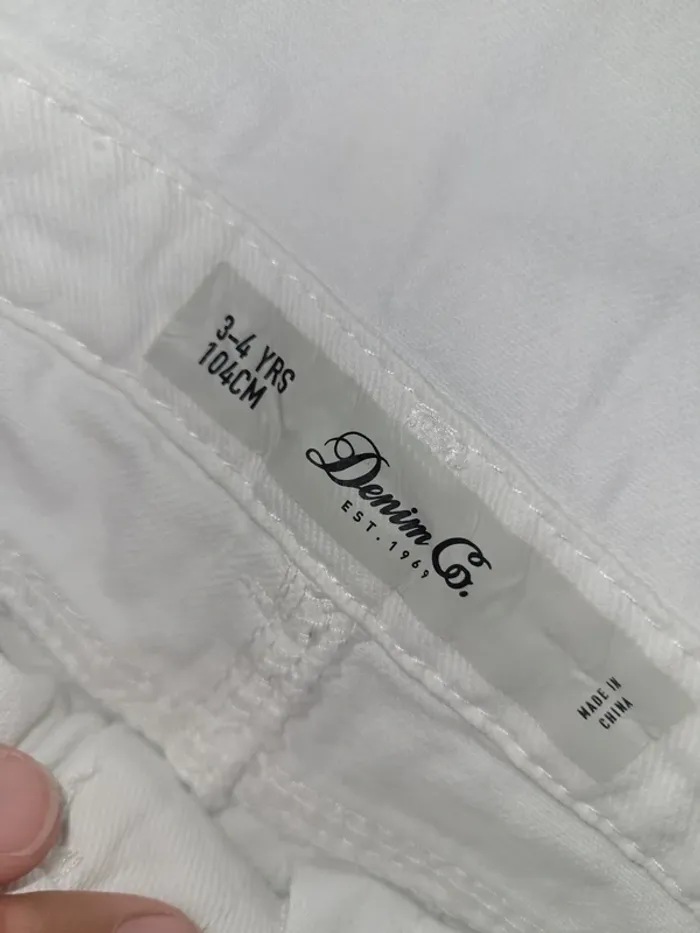 3-4 YRS
104CM
Denim Co.
EST. 1969
MADE IN
CHINA